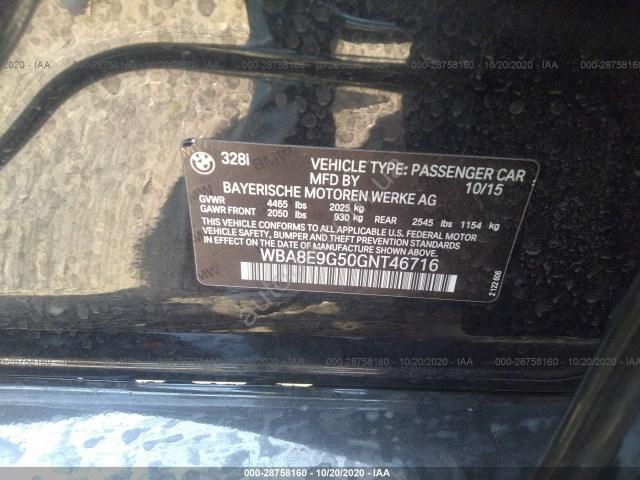 000-28758160 - 10/20/2020 - IAA
328i
VEHICLE TYPE: PASSENGER CAR
MFD BY
10/15
BAYERISCHE MOTOREN WERKE AG
GVWR 4465 lbs 2025 kg
GAWR FRONT 2050 lbs 930 kg REAR 2545 lbs 1154 kg
THIS VEHICLE CONFORMS TO ALL APPLICABLE U.S. FEDERAL MOTOR
VEHICLE SAFETY, BUMPER AND THEFT PREVENTION STANDARDS IN
EFFECT ON THE DATE OF MANUFACTURE SHOWN ABOVE.
WBA8E9G50GNT46716
2 122 606
000-28758160 - 10/20/2020 - IAA
000-28758160 - 10/20/2020 - IAA
000-28758160 - 10/20/2020 - IAA